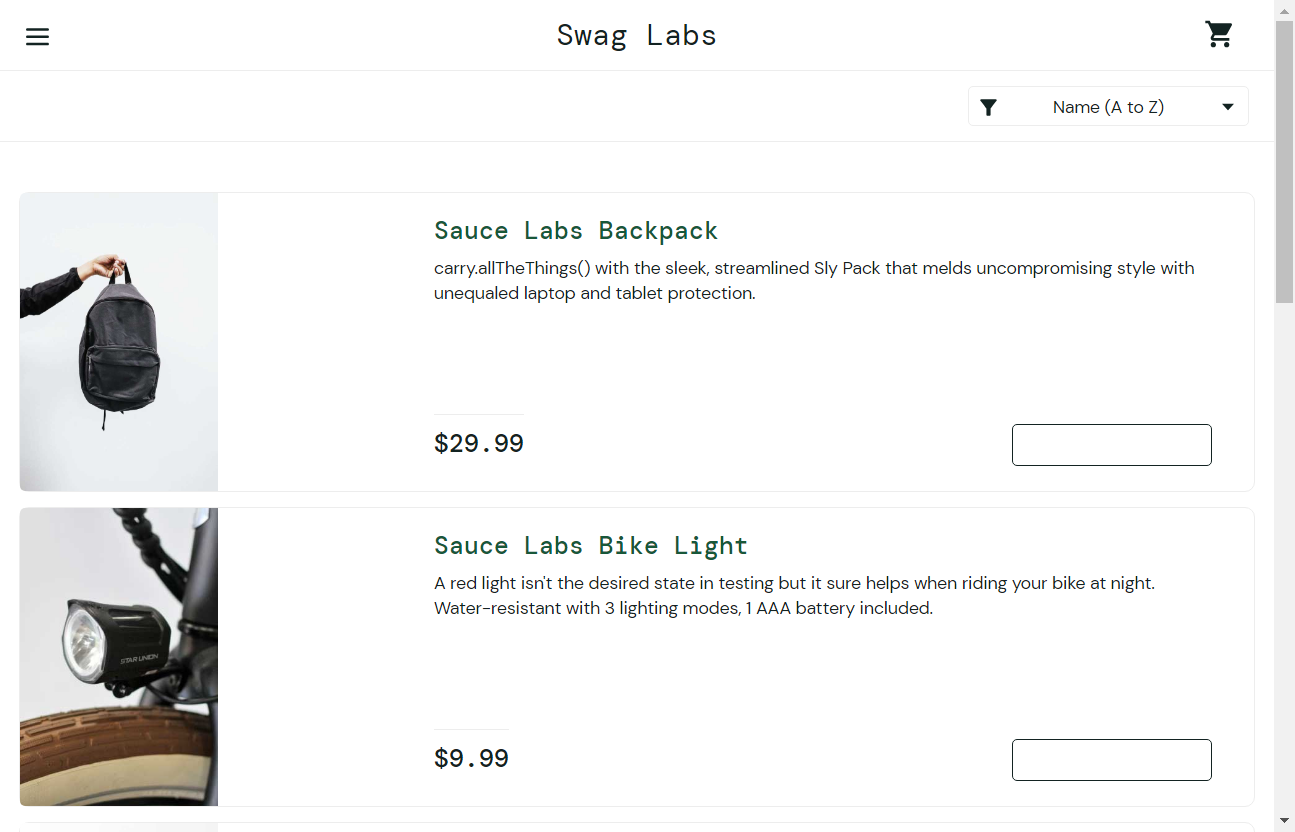 Swag Labs
Name (A to Z)
Sauce Labs Backpack
carry.allTheThings() with the sleek, streamlined Sly Pack that melds uncompromising style with
unequaled laptop and tablet protection.
$29.99
Sauce Labs Bike Light
A red light isn't the desired state in testing but it sure helps when riding your bike at night.
Water-resistant with 3 lighting modes, 1 AAA battery included.
STAR UNION
$9.99